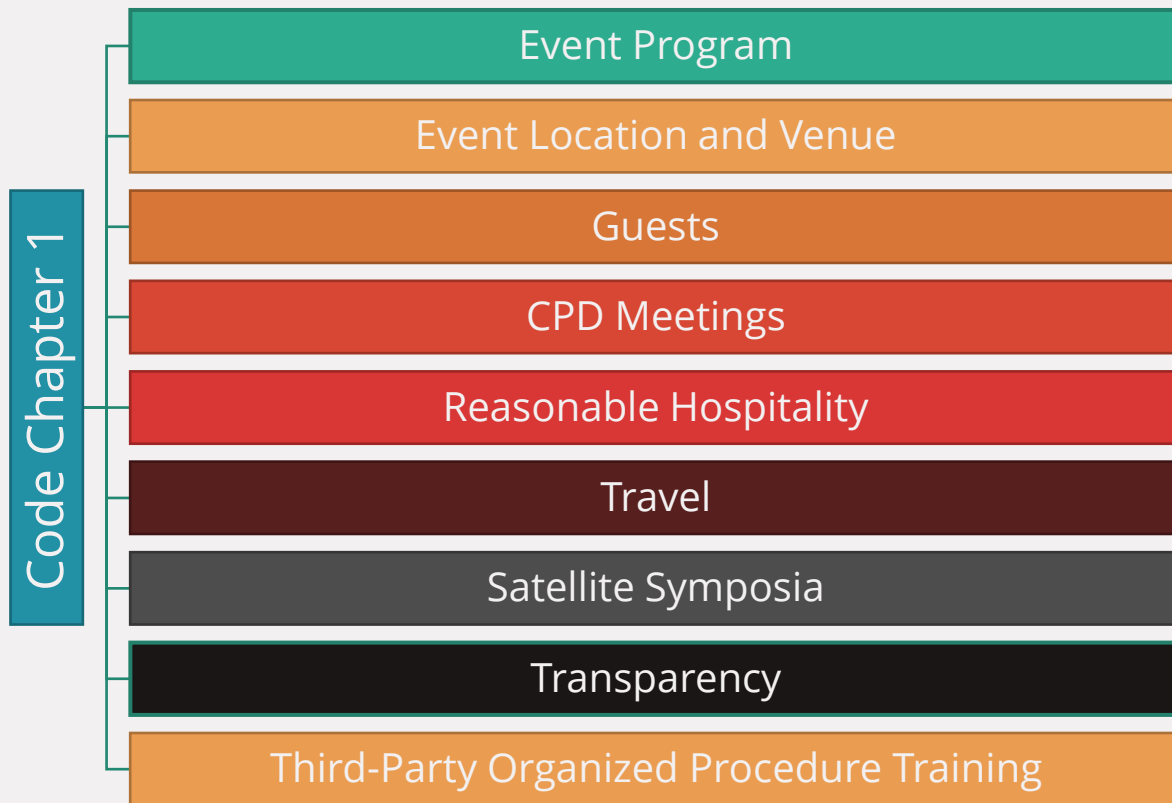 Code Chapter 1
Event Program
Event Location and Venue
Guests
CPD Meetings
Reasonable Hospitality
Travel
Satellite Symposia
Transparency
Third-Party Organized Procedure Training